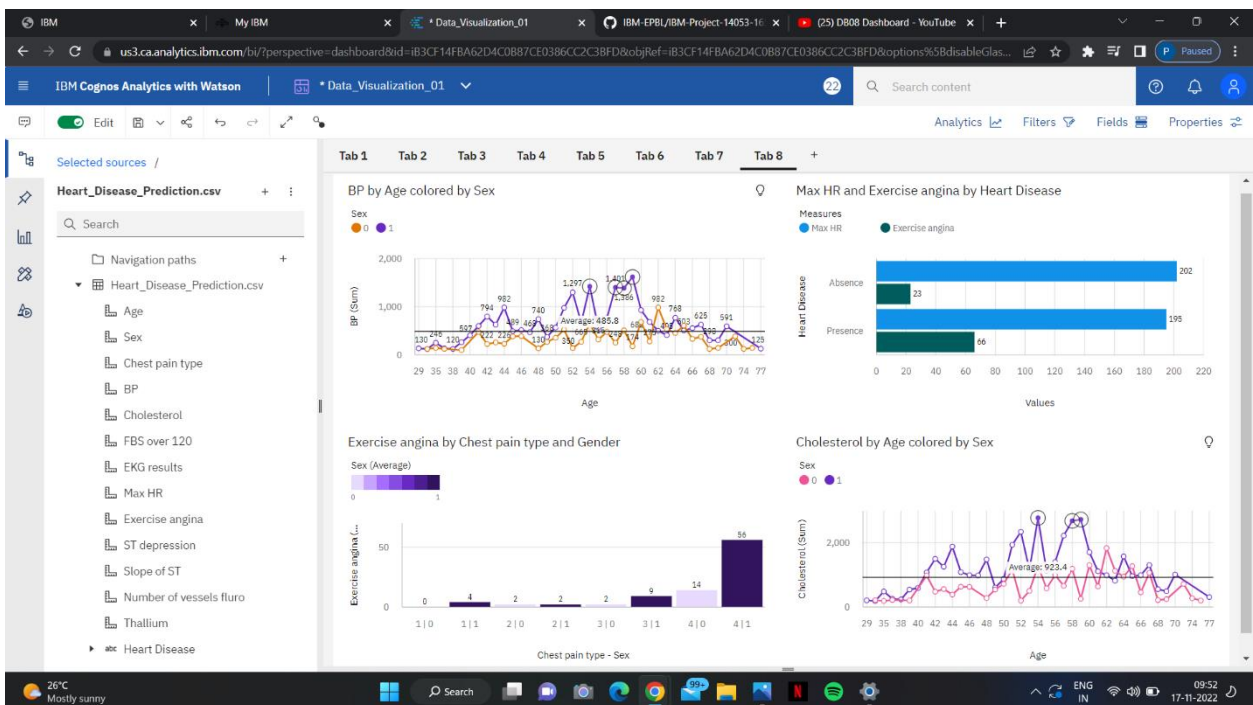 IBM
My IBM
* Data_Visualization_01
IBM-EPBL/IBM-Project-14053-16
(25) DB08 Dashboard - YouTube
us3.ca.analytics.ibm.com/bi/?perspective=dashboard&id=iB3CF14FBA62D4C0B87CE0386CC2C3BFD&objRef=iB3CF14FBA62D4C0B87CE0386CC2C3BFD&options%5BdisableGlas...
P Paused
IBM Cognos Analytics with Watson
* Data_Visualization_01
22
Search content
Edit
Analytics
Filters
Fields
Properties
Selected sources /
Heart_Disease_Prediction.csv
Search
Navigation paths
Heart_Disease_Prediction.csv
Age
Sex
Chest pain type
BP
Cholesterol
FBS over 120
EKG results
Max HR
Exercise angina
ST depression
Slope of ST
Number of vessels fluro
Thallium
abc Heart Disease
Tab 1 Tab 2 Tab 3 Tab 4 Tab 5 Tab 6 Tab 7 Tab 8 +
BP by Age colored by Sex
Sex
0 1
BP (Sum)
2,000
1,000
0
1,297 1,401 1,386
982 982
794 740 768
625 591
597
130 246 120
222 226 130
Average: 485.8
125
29 35 38 40 42 44 46 48 50 52 54 56 58 60 62 64 66 68 70 74 77
Age
Max HR and Exercise angina by Heart Disease
Measures
Max HR Exercise angina
Heart Disease
Absence
202
23
Presence
195
66
0 20 40 60 80 100 120 140 160 180 200 220
Values
Exercise angina by Chest pain type and Gender
Sex (Average)
0 1
Exercise angina (...
50
0
0 4 2 2 2 9 14 56
1|0 1|1 2|0 2|1 3|0 3|1 4|0 4|1
Chest pain type - Sex
Cholesterol by Age colored by Sex
Sex
0 1
Cholesterol (Sum)
2,000
0
Average: 923.4
29 35 38 40 42 44 46 48 50 52 54 56 58 60 62 64 66 68 70 74 77
Age
26°C
Mostly sunny
Search
99+
ENG
IN
09:52
17-11-2022